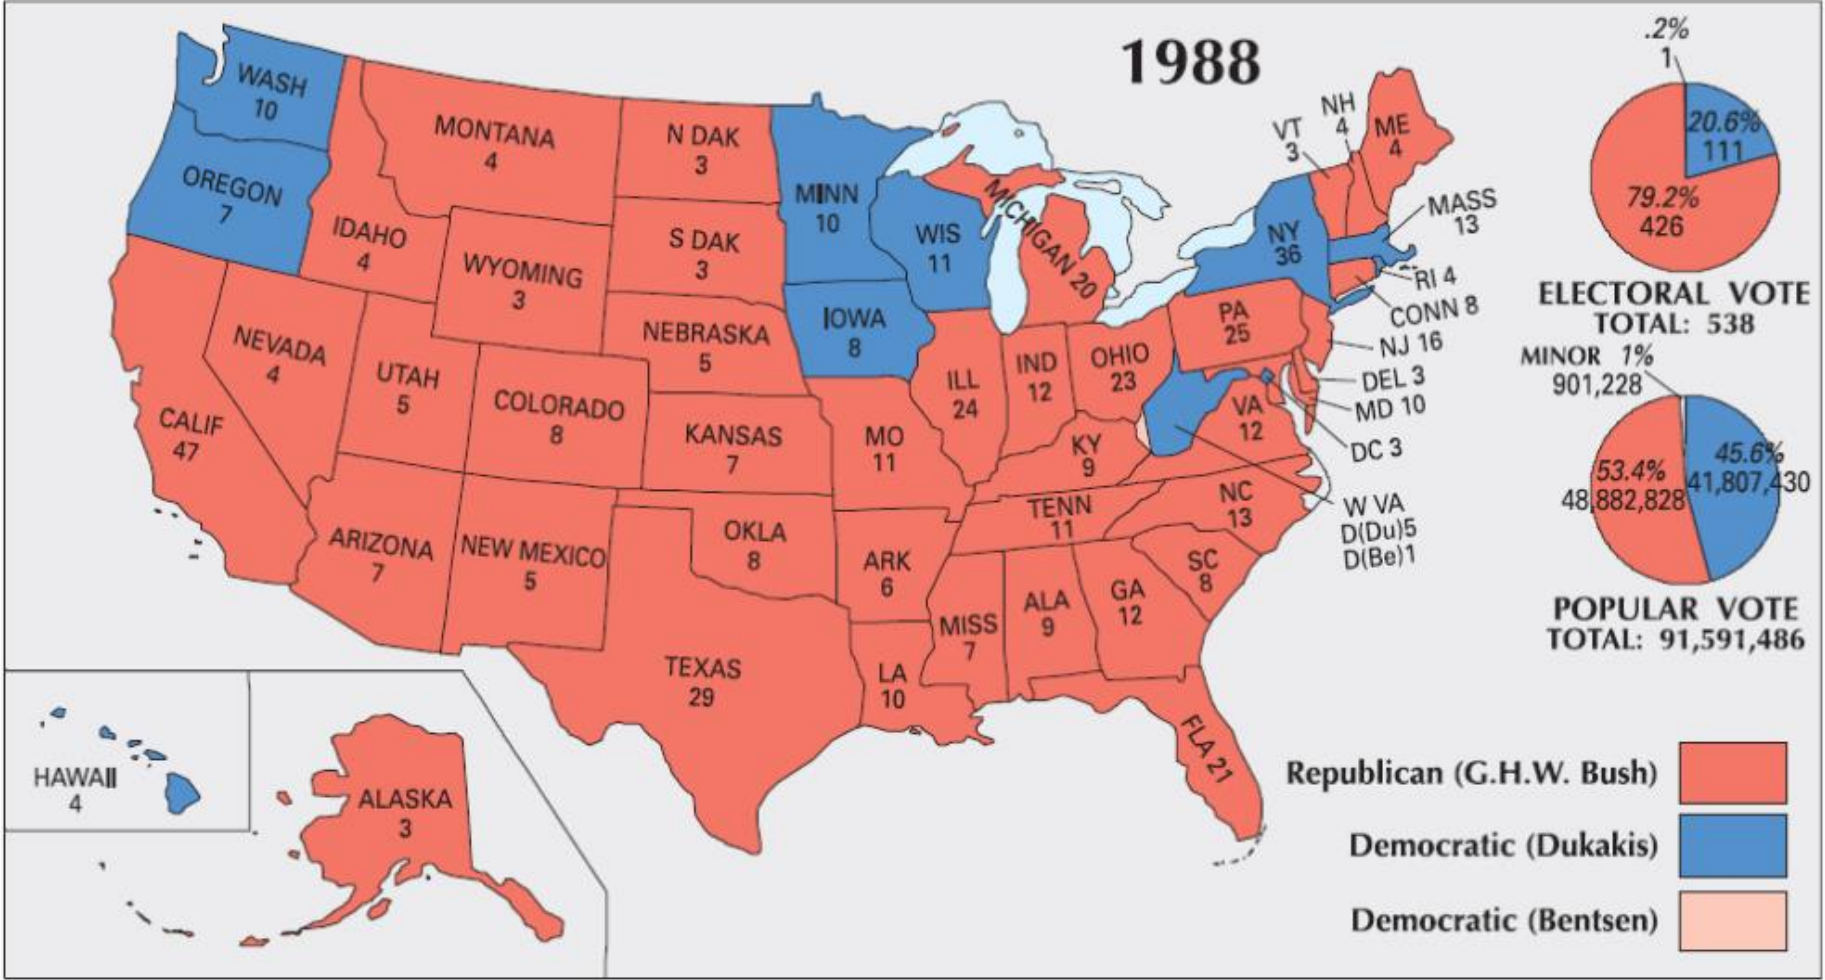 1988
WASH
10
OREGON
7
MONTANA
4
IDAHO
4
WYOMING
3
N DAK
3
S DAK
3
NEBRASKA
5
MINN
10
WIS
11
IOWA
8
MICHIGAN 20
NEVADA
4
UTAH
5
COLORADO
8
CALIF
47
KANSAS
7
MO
11
ILL
24
IND
12
OHIO
23
PA
25
NY
36
VT
3
NH
4
ME
4
MASS
13
RI 4
CONN 8
NJ 16
DEL 3
MD 10
DC 3
VA
12
W VA
D(Du)5
D(Be)1
KY
9
TENN
11
NC
13
SC
8
ARIZONA
7
NEW MEXICO
5
OKLA
8
ARK
6
TEXAS
29
LA
10
MISS
7
ALA
9
GA
12
FLA 21
HAWAII
4
ALASKA
3
.2%
1
20.6%
111
79.2%
426
ELECTORAL VOTE
TOTAL: 538
MINOR 1%
901,228
45.6%
41,807,430
53.4%
48,882,828
POPULAR VOTE
TOTAL: 91,591,486
Republican (G.H.W. Bush)
Democratic (Dukakis)
Democratic (Bentsen)